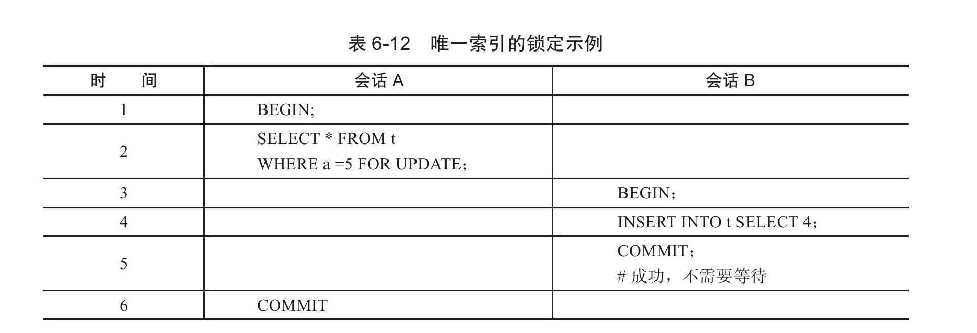 表 6-12 唯一索引的锁定示例
时 间 会话 A 会话 B
1 BEGIN;
2 SELECT * FROM t
WHERE a =5 FOR UPDATE;
3 BEGIN;
4 INSERT INTO t SELECT 4;
5 COMMIT;
# 成功，不需要等待
6 COMMIT